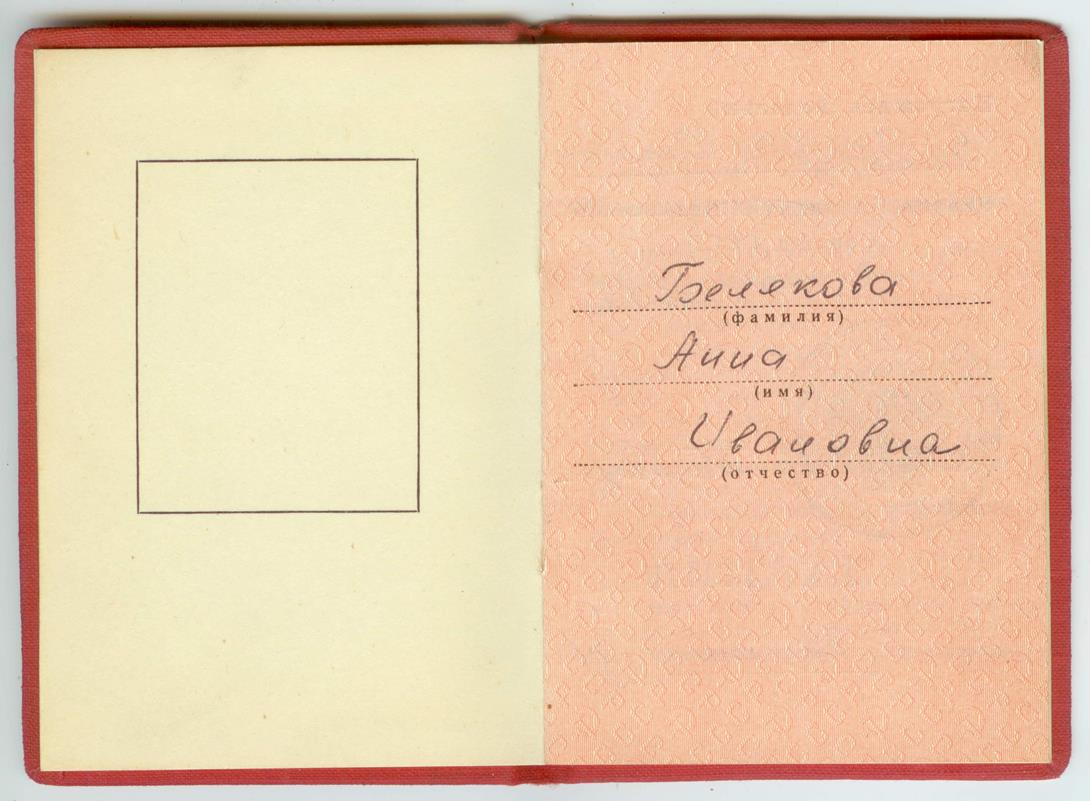 Белякова
(фамилия)
Анна
(имя)
Ивановна
(отчество)